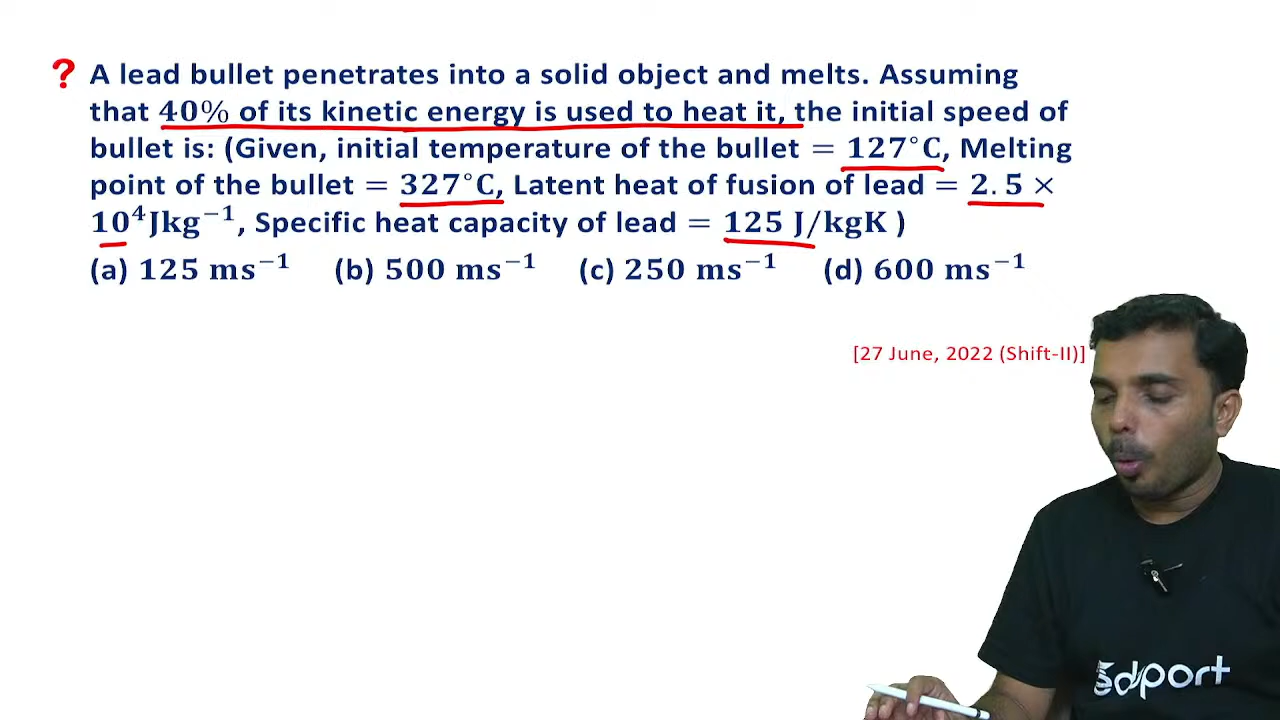 ? A lead bullet penetrates into a solid object and melts. Assuming
that 40% of its kinetic energy is used to heat it, the initial speed of
bullet is: (Given, initial temperature of the bullet = 127°C, Melting
point of the bullet = 327°C, Latent heat of fusion of lead = 2.5 ×
10⁴Jkg⁻¹, Specific heat capacity of lead = 125 J/kgK )
(a) 125 ms⁻¹ (b) 500 ms⁻¹ (c) 250 ms⁻¹ (d) 600 ms⁻¹
[27 June, 2022 (Shift-II)]
Edport